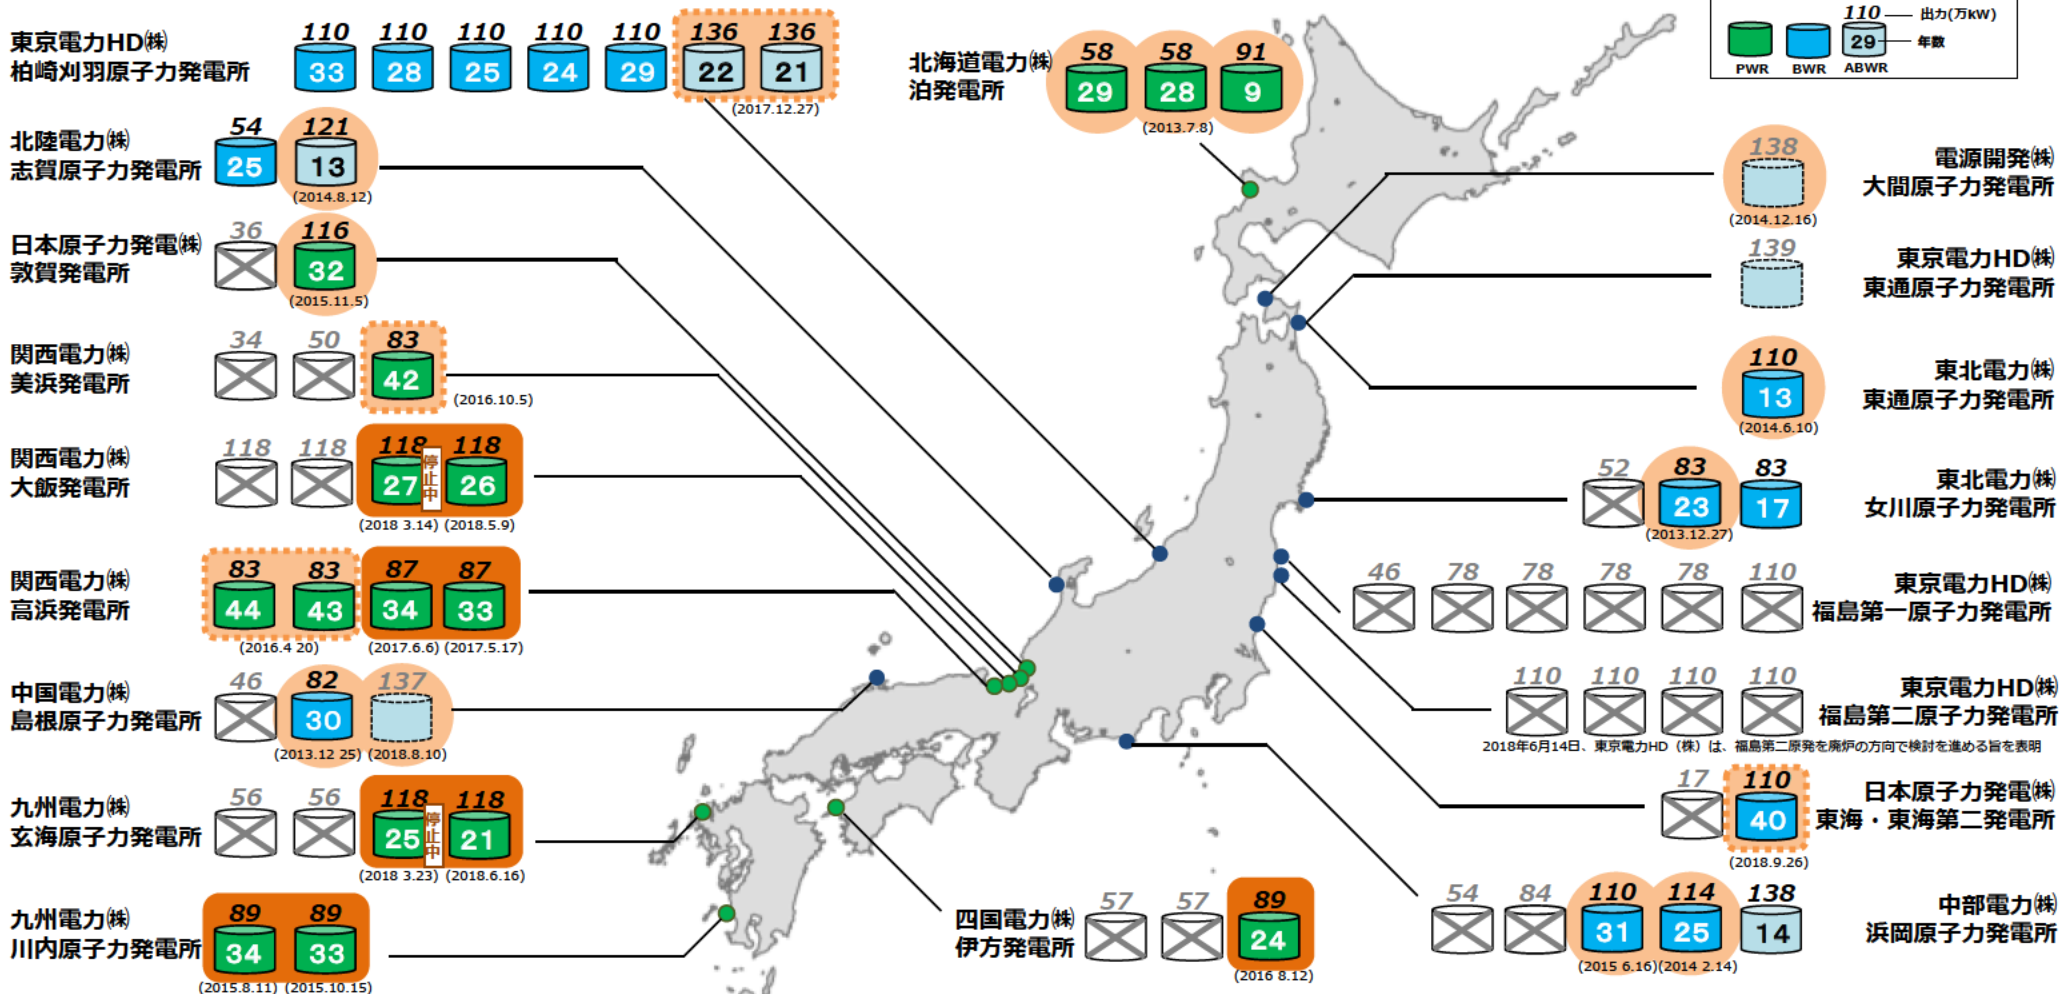 110 出力(万kW)
29 年数
PWR BWR ABWR
東京電力HD㈱
柏崎刈羽原子力発電所
110 110 110 110 110 136 136
33 28 25 24 29 22 21
(2017.12.27)
北海道電力㈱
泊発電所
58 58 91
29 28 9
(2013.7.8)
北陸電力㈱
志賀原子力発電所
54 121
25 13
(2014.8.12)
電源開発㈱
大間原子力発電所
138
(2014.12.16)
日本原子力発電㈱
敦賀発電所
36 116
32
(2015.11.5)
東京電力HD㈱
東通原子力発電所
139
関西電力㈱
美浜発電所
34 50 83
42
(2016.10.5)
東北電力㈱
東通原子力発電所
110
13
(2014.6.10)
関西電力㈱
大飯発電所
118 118 118 118
27 停止中 26
(2018 3.14) (2018.5.9)
東北電力㈱
女川原子力発電所
52 83 83
23 17
(2013.12.27)
関西電力㈱
高浜発電所
83 83 87 87
44 43 34 33
(2016.4 20) (2017.6.6) (2017.5.17)
東京電力HD㈱
福島第一原子力発電所
46 78 78 78 78 110
中国電力㈱
島根原子力発電所
46 82 137
30
(2013.12 25) (2018.8.10)
東京電力HD㈱
福島第二原子力発電所
110 110 110 110
2018年6月14日、東京電力HD（株）は、福島第二原発を廃炉の方向で検討を進める旨を表明
九州電力㈱
玄海原子力発電所
56 56 118 118
25 停止中 21
(2018 3.23) (2018.6.16)
日本原子力発電㈱
東海・東海第二発電所
17 110
40
(2018.9.26)
九州電力㈱
川内原子力発電所
89 89
34 33
(2015.8.11) (2015.10.15)
四国電力㈱
伊方発電所
57 57 89
24
(2016 8.12)
中部電力㈱
浜岡原子力発電所
54 84 110 114 138
31 25 14
(2015 6.16) (2014 2.14)